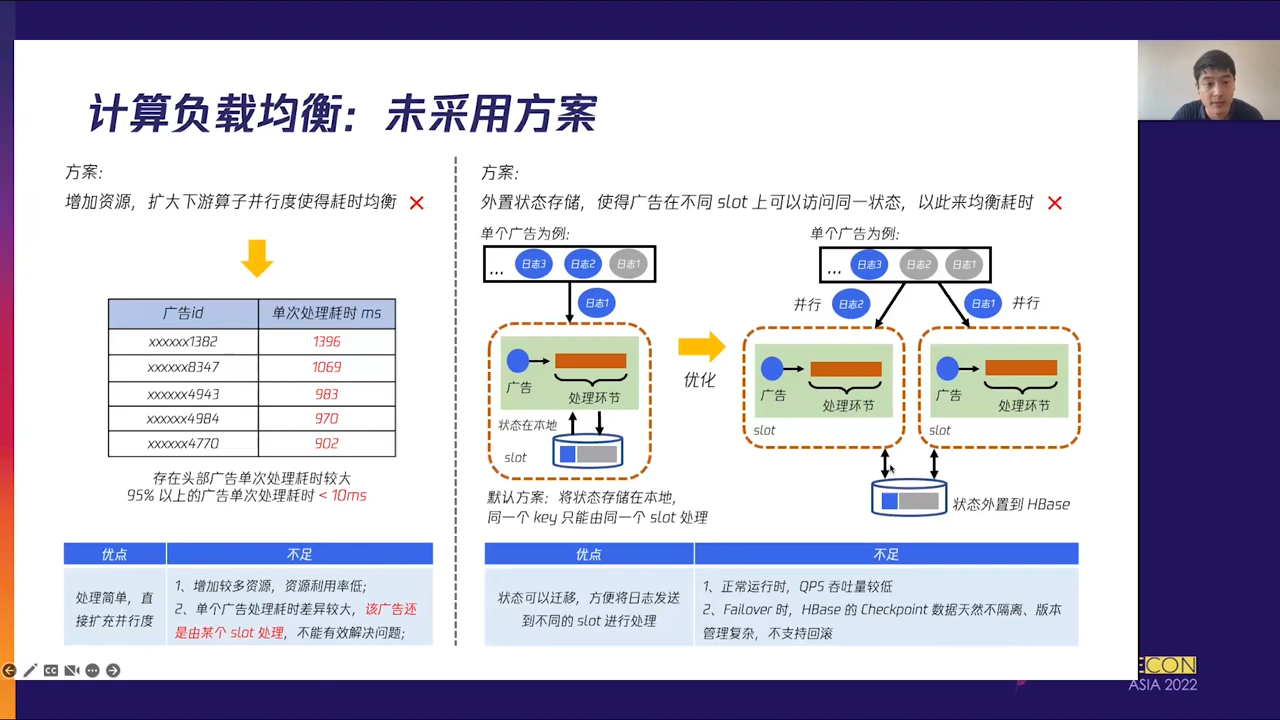 计算负载均衡：未采用方案
方案：
增加资源，扩大下游算子并行度使得耗时均衡
广告id 单次处理耗时 ms
xxxxxx1382 1396
xxxxxx8347 1069
xxxxxx4943 983
xxxxxx4984 970
xxxxxx4770 902
存在头部广告单次处理耗时较大
95% 以上的广告单次处理耗时 < 10ms
优点 不足
处理简单，直
接扩充并行度
1、增加较多资源，资源利用率低;
2、单个广告处理耗时差异较大，该广告还
是由某个 slot 处理，不能有效解决问题;
方案：
外置状态存储，使得广告在不同 slot 上可以访问同一状态，以此来均衡耗时
单个广告为例：
... 日志3 日志2 日志1
日志1
广告
处理环节
状态在本地
slot
默认方案：将状态存储在本地，
同一个 key 只能由同一个 slot 处理
优化
单个广告为例：
... 日志3 日志2 日志1
并行 日志2 日志1 并行
广告
处理环节
slot
广告
处理环节
slot
状态外置到 HBase
优点 不足
状态可以迁移，方便将日志发送
到不同的 slot 进行处理
1、正常运行时，QPS 吞吐量较低
2、Failover 时，HBase 的 Checkpoint 数据天然不隔离、版本
管理复杂，不支持回滚
CC
ECON
ASIA 2022